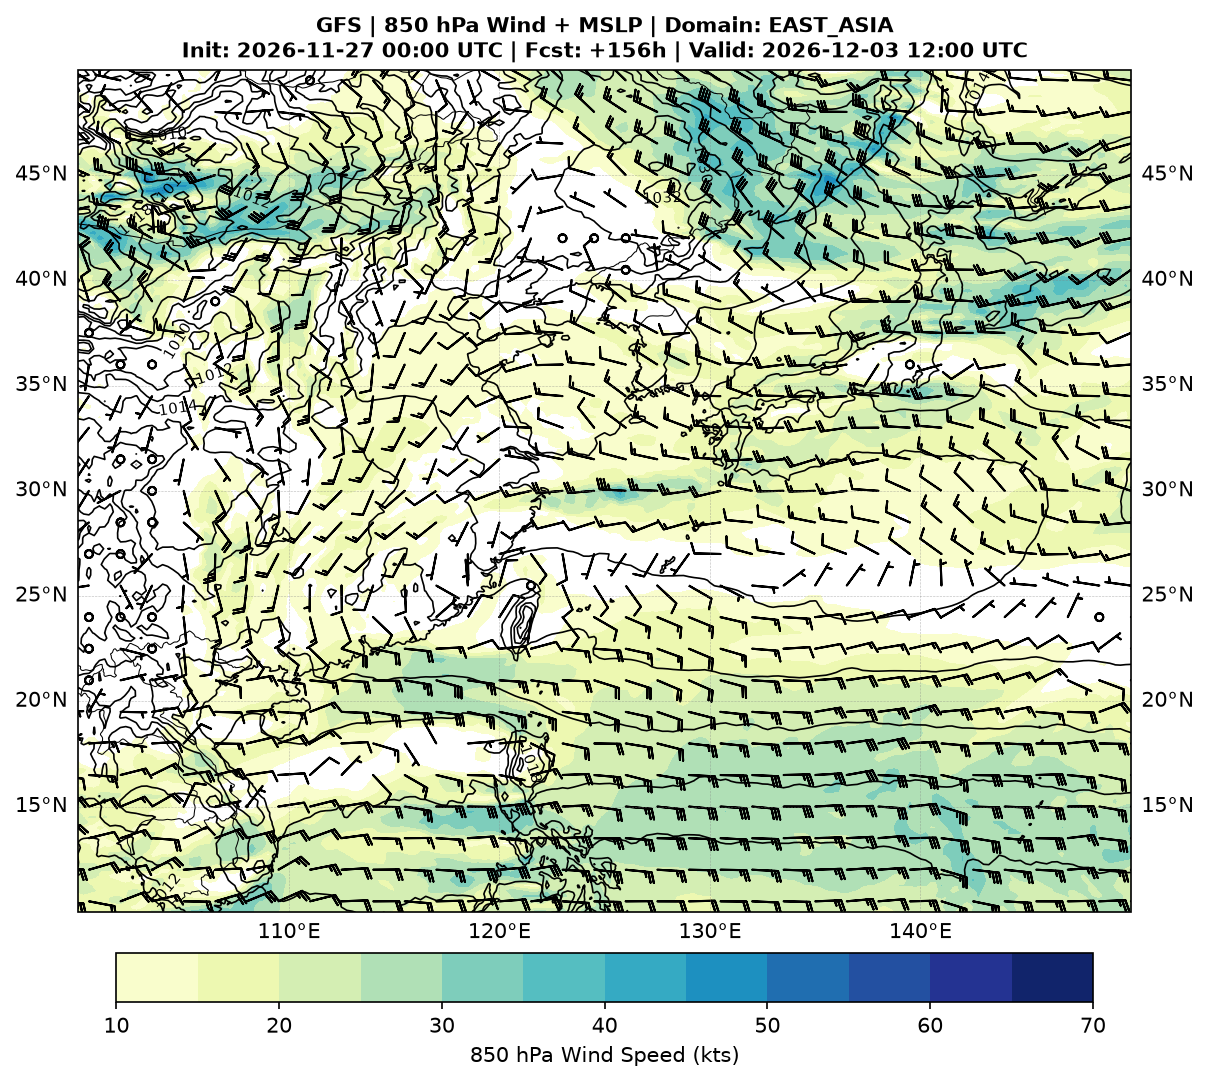 GFS | 850 hPa Wind + MSLP | Domain: EAST_ASIA
Init: 2026-11-27 00:00 UTC | Fcst: +156h | Valid: 2026-12-03 12:00 UTC
45°N 45°N
40°N 40°N
35°N 35°N
30°N 30°N
25°N 25°N
20°N 20°N
15°N 15°N
1010
1032
1012
1014
110°E 120°E 130°E 140°E
10 20 30 40 50 60 70
850 hPa Wind Speed (kts)